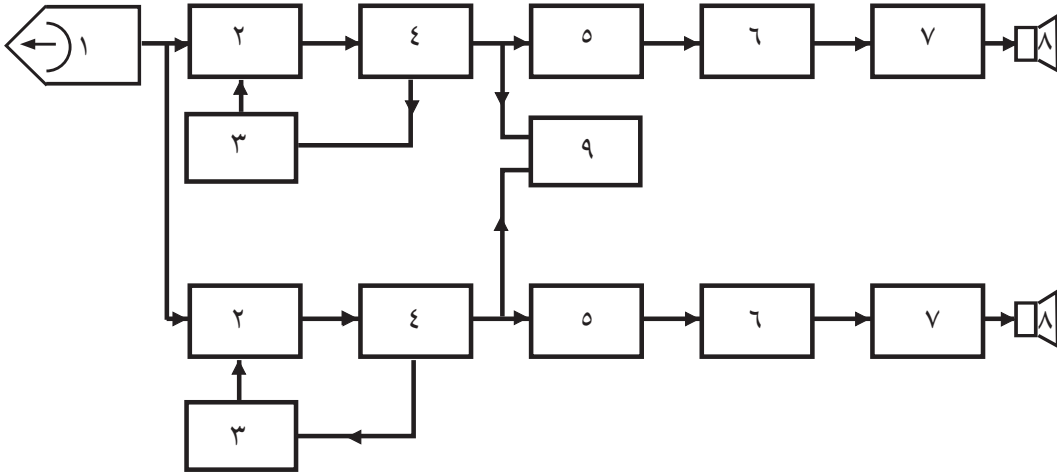 ١ ٢ ٤ ٥ ٦ ٧ ٨
٣ ٩
٢ ٤ ٥ ٦ ٧ ٨
٣